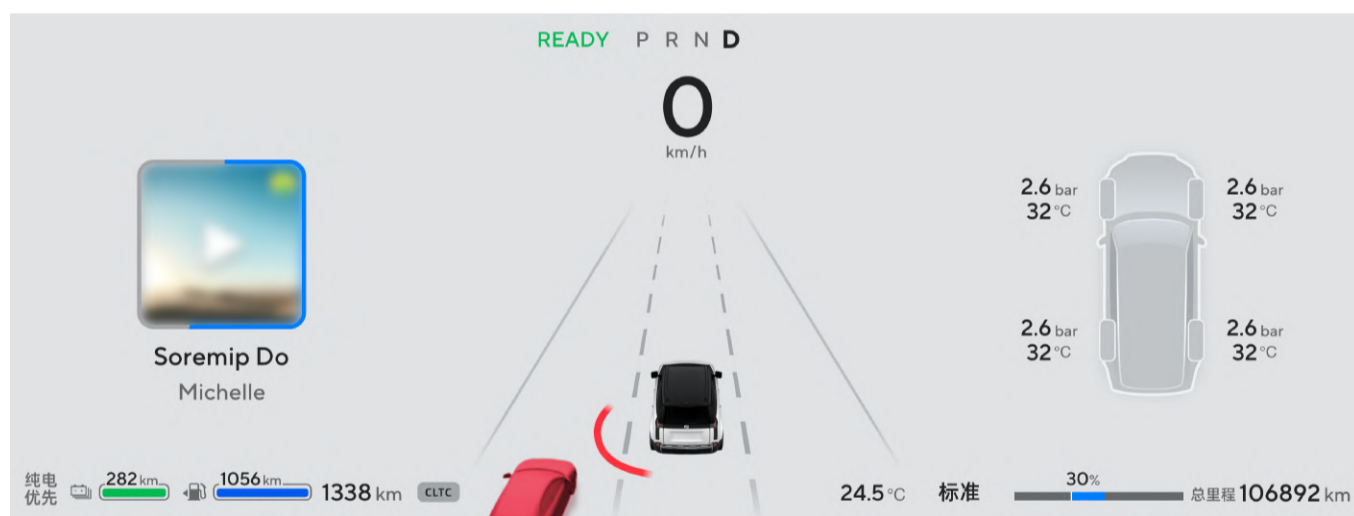 READY P R N D
0
km/h
2.6 bar
32 °C
2.6 bar
32 °C
2.6 bar
32 °C
2.6 bar
32 °C
Soremip Do
Michelle
纯电
优先
282 km
1056 km
1338 km
CLTC
24.5 °C
标准
30%
总里程 106892 km